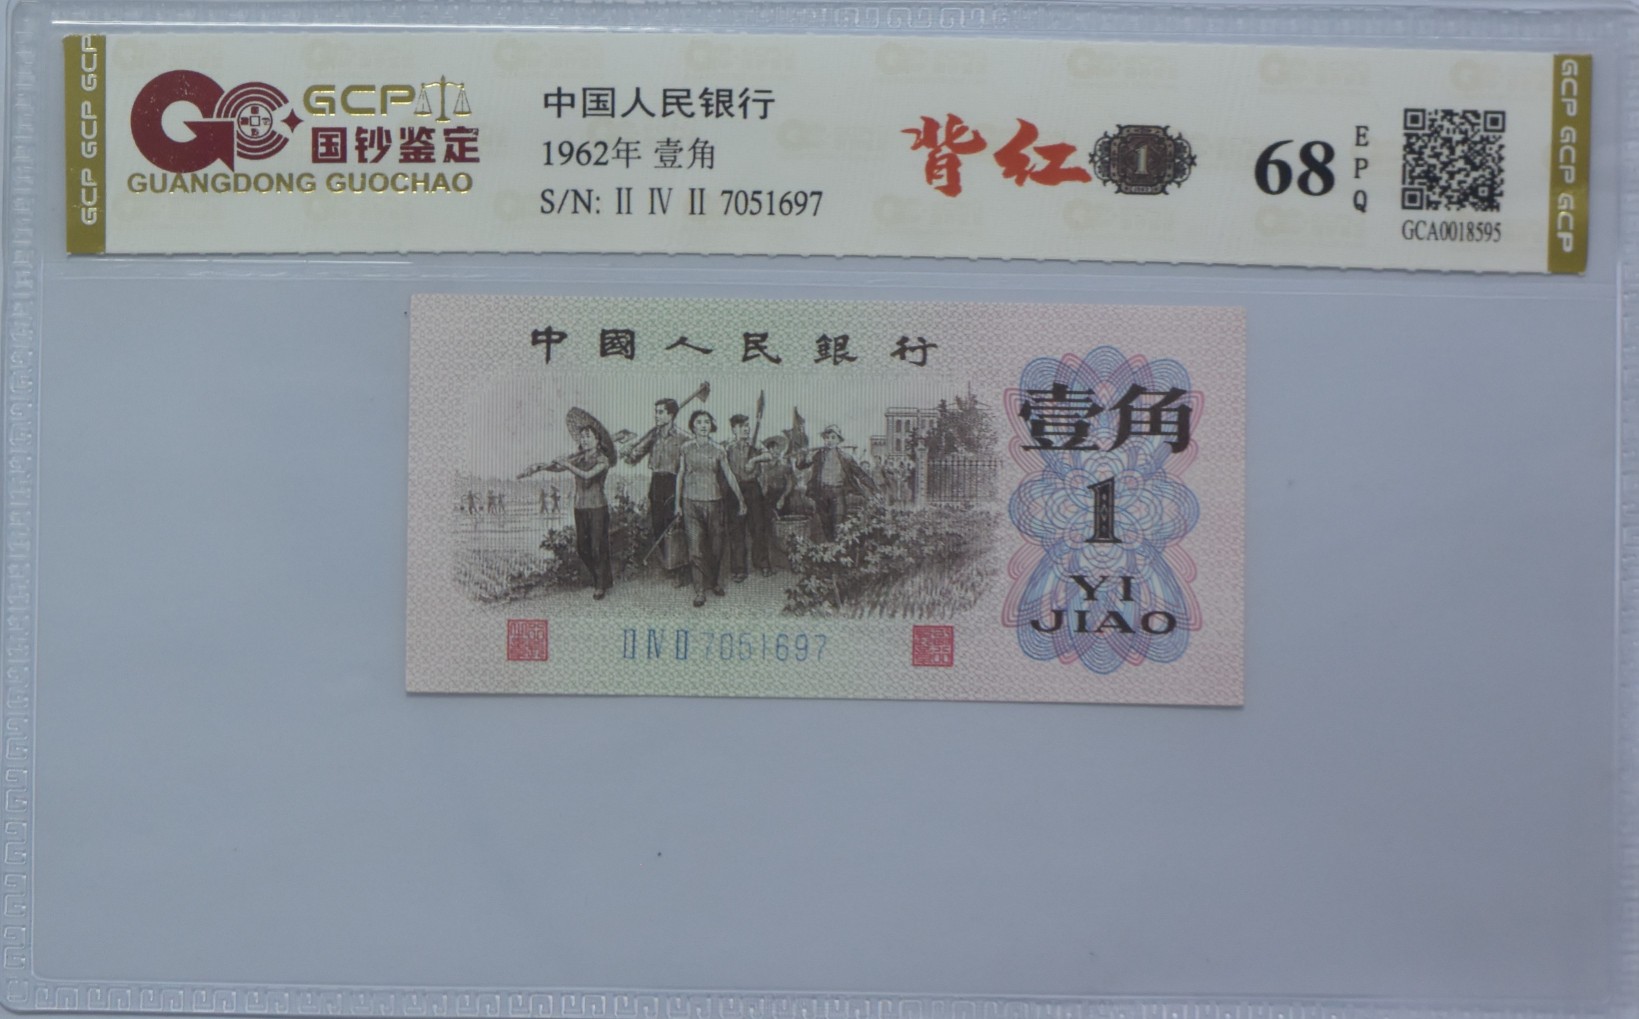 GCP GCP GCP
GCP
国钞鉴定
GUANGDONG GUOCHAO
中国人民银行
1962年 壹角
S/N: Ⅱ Ⅳ Ⅱ 7051697
背红
1
68
EPQ
GCA0018595
GCP GCP GCP
中國人民銀行
壹角
1
YI
JIAO
Ⅱ Ⅳ Ⅱ 7051697